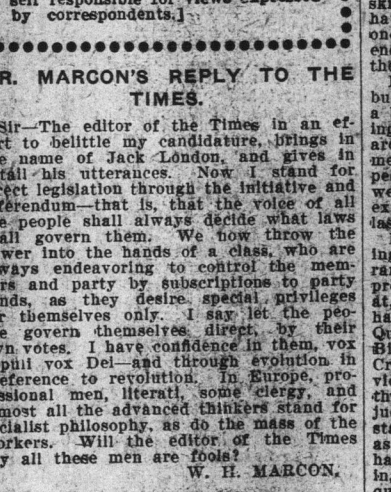 self responsible for views expressed
by correspondents.]
R. MARCON'S REPLY TO THE
TIMES.
Sir—The editor of the Times in an ef-
rt to belittle my candidature, brings in
e name of Jack London, and gives in
tail his utterances. Now I stand for
rect legislation through the initiative and
ferendum—that is, that the voice of all
e people shall always decide what laws
all govern them. We now throw the
wer into the hands of a class, who are
ways endeavoring to control the mem-
rs and party by subscriptions to party
nds, as they desire special privileges
r themselves only. I say let the peo-
e govern themselves direct, by their
vn votes. I have confidence in them, vox
puli vox Dei—and through evolution in
eference to revolution. In Europe, pro-
ssional men, literati, some clergy, and
most all the advanced thinkers stand for
cialist philosophy, as do the mass of the
orkers. Will the editor of the Times
y all these men are fools?
W. H. MARCON.